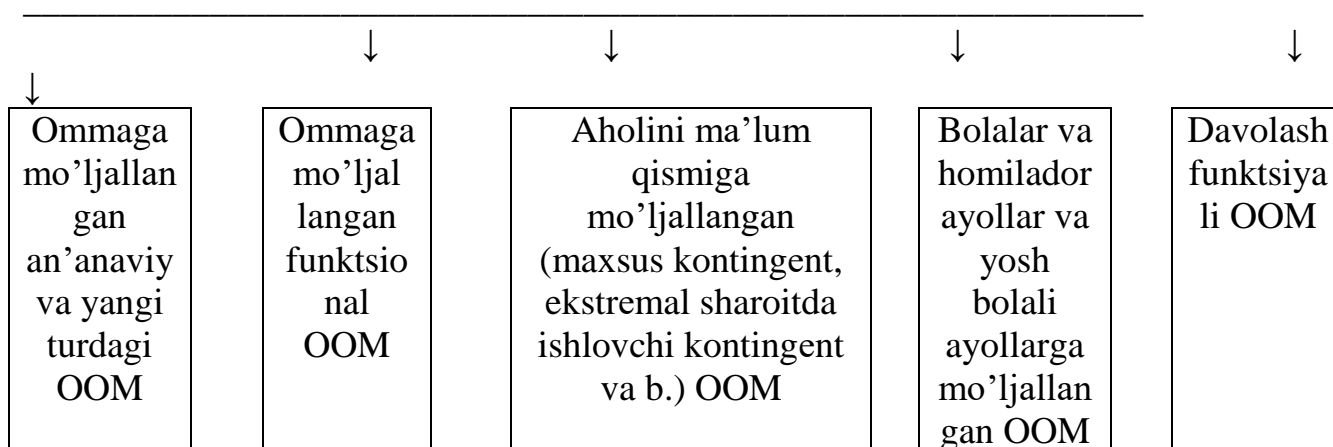 Ommaga
mo’ljallan
gan
an’anaviy
va yangi
turdagi
OOM
Ommaga
mo’ljal
langan
funktsio
nal
OOM
Aholini ma’lum
qismiga
mo’ljallangan
(maxsus kontingent,
ekstremal sharoitda
ishlovchi kontingent
va b.) OOM
Bolalar va
homilador
ayollar va
yosh
bolali
ayollarga
mo’ljallan
gan OOM
Davolash
funktsiya
li OOM